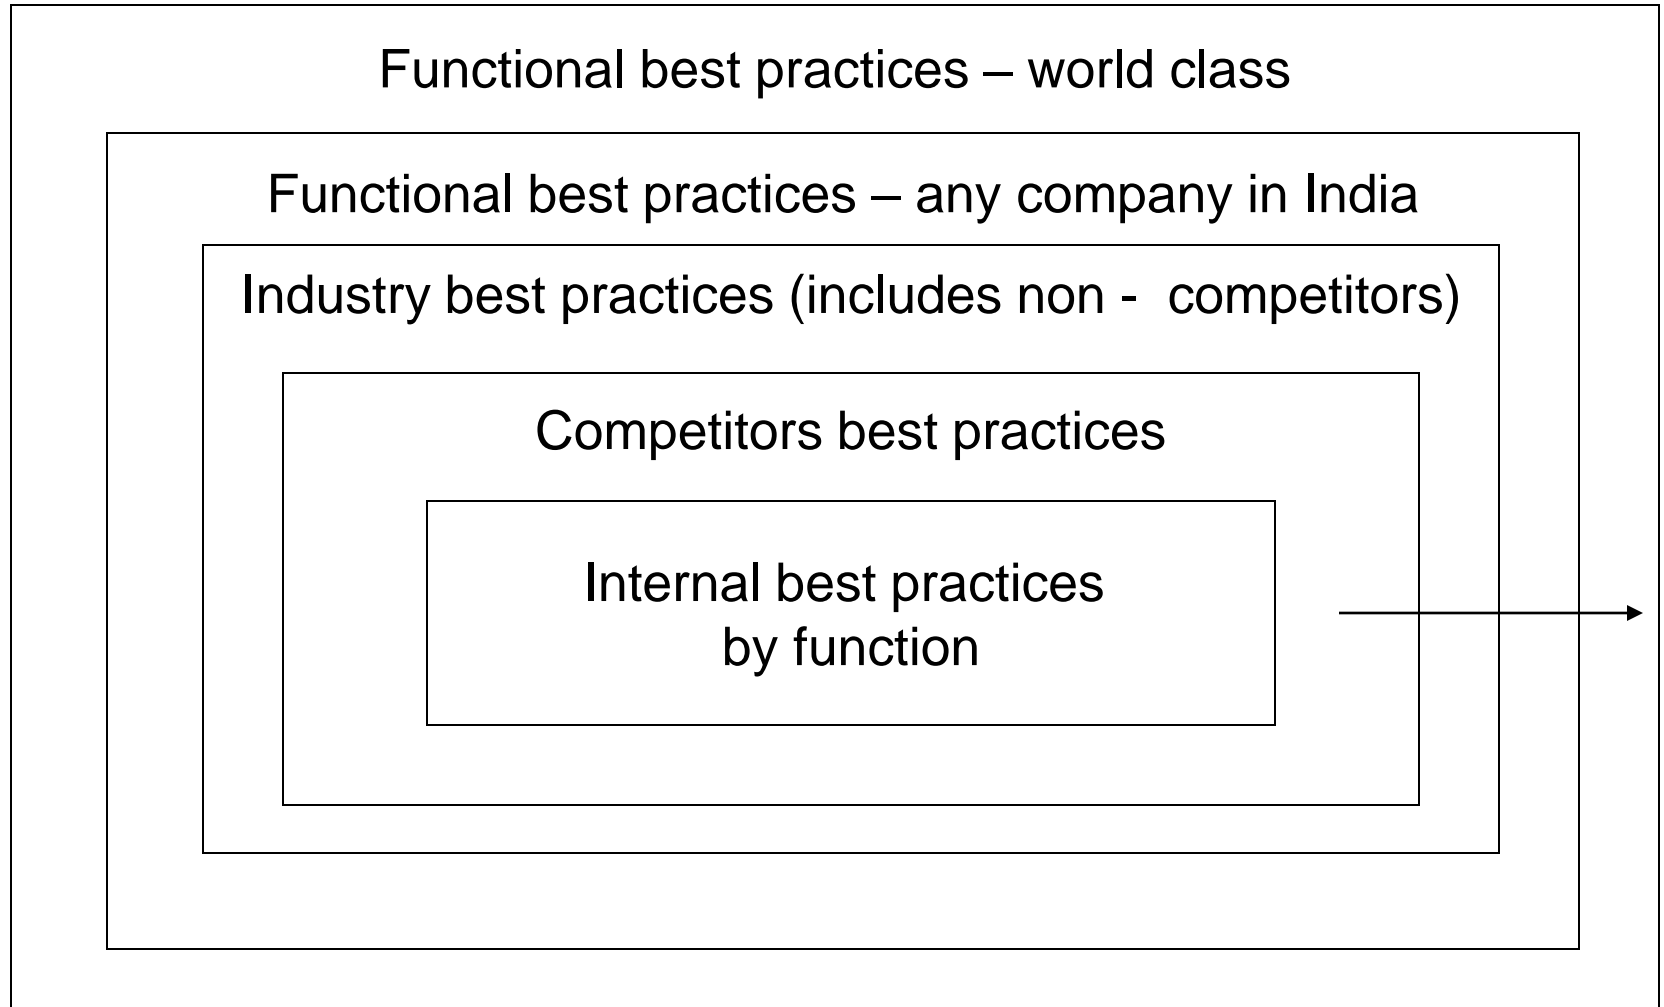 Functional best practices – world class
Functional best practices – any company in India
Industry best practices (includes non -  competitors)
Competitors best practices
Internal best practices
by function